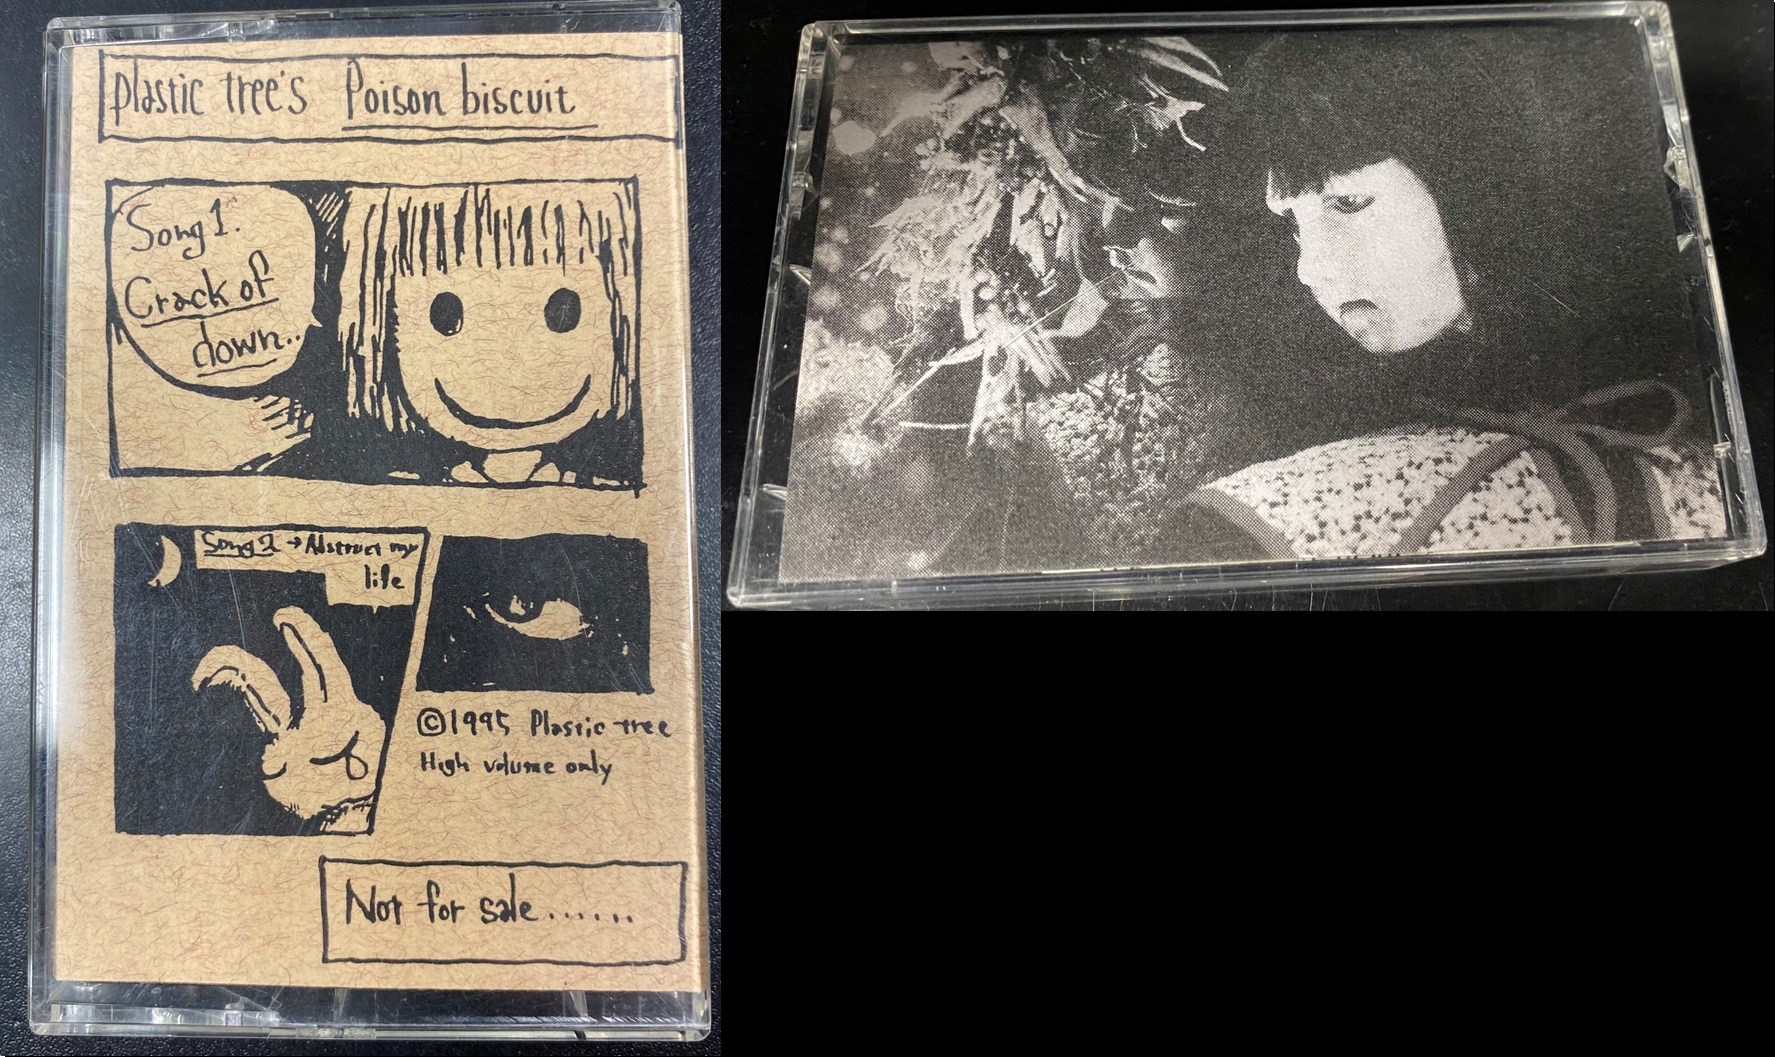 plastic tree's Poison biscuit
Song 1.
Crack of
down..
Song 2 → Abstruct my
life
©1995 Plastic tree
High volume only
Not for sale......